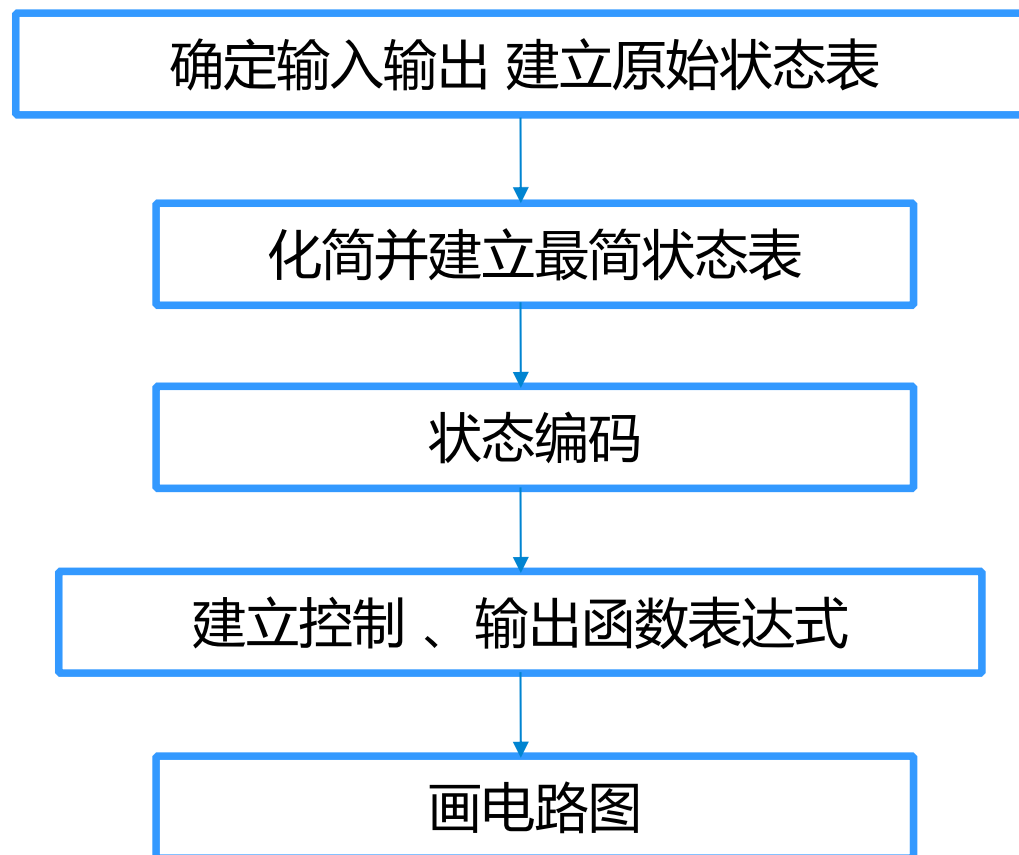 确定输入输出 建立原始状态表
化简并建立最简状态表
状态编码
建立控制 、输出函数表达式
画电路图